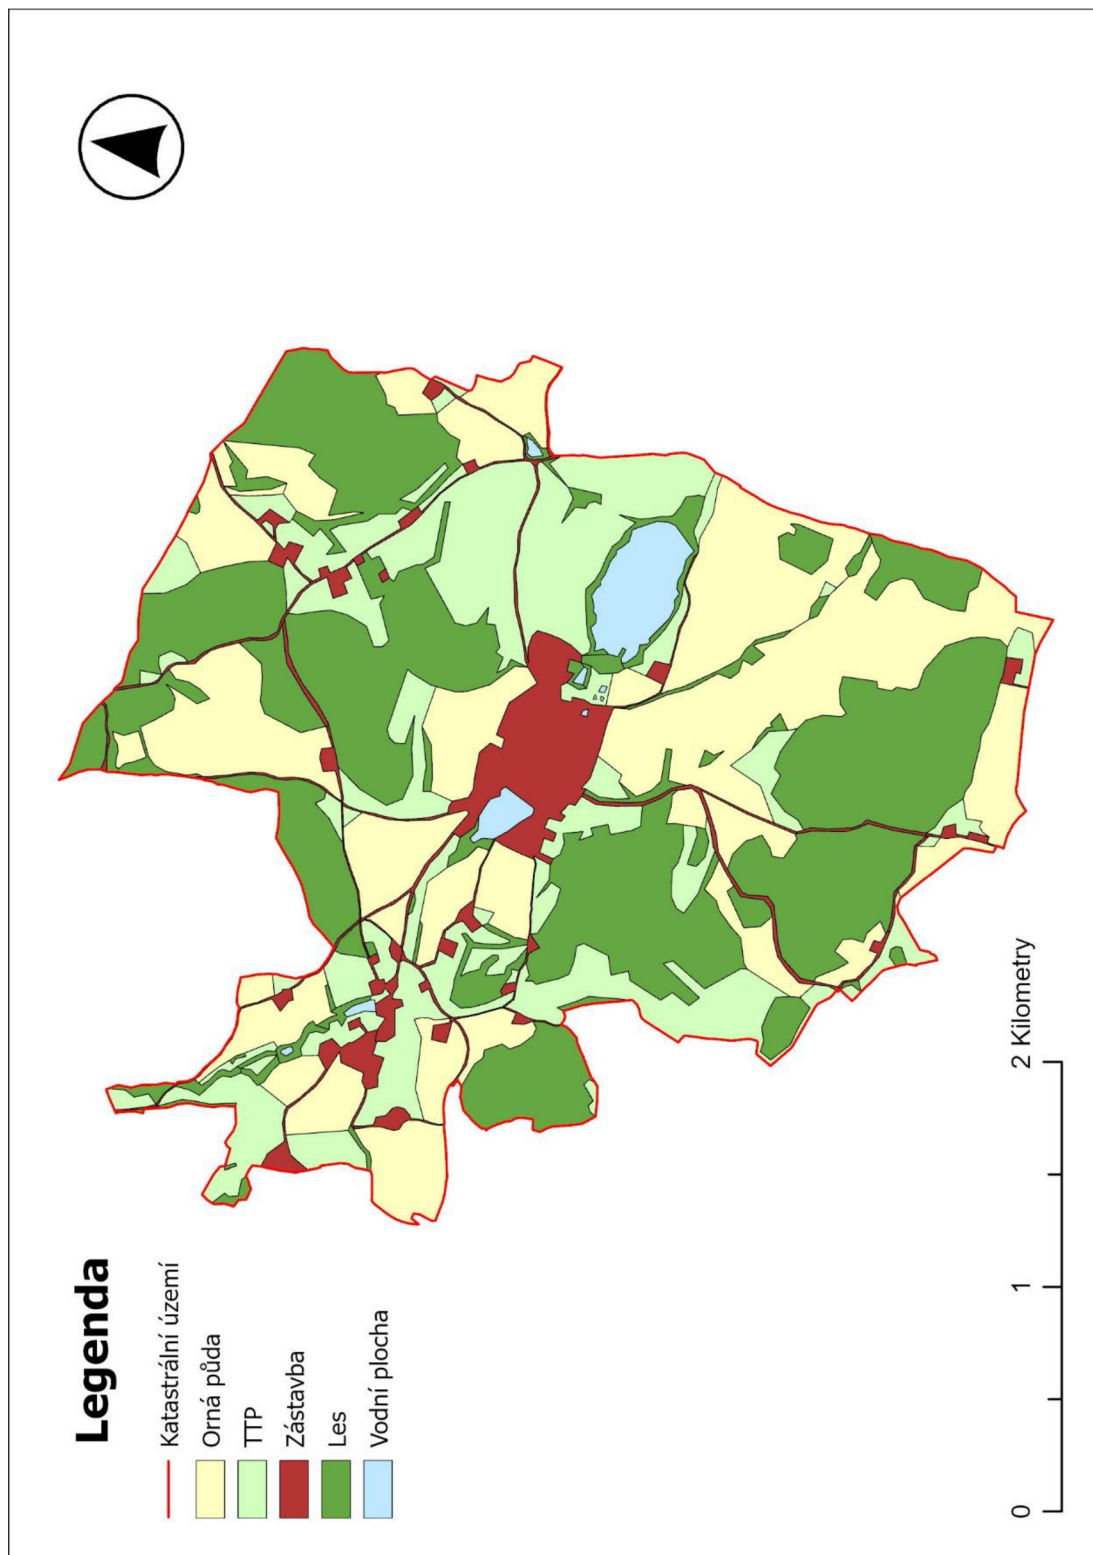 Legenda
Katastrální území
Orná půda
TTP
Zástavba
Les
Vodní plocha
0 1 2 Kilometry